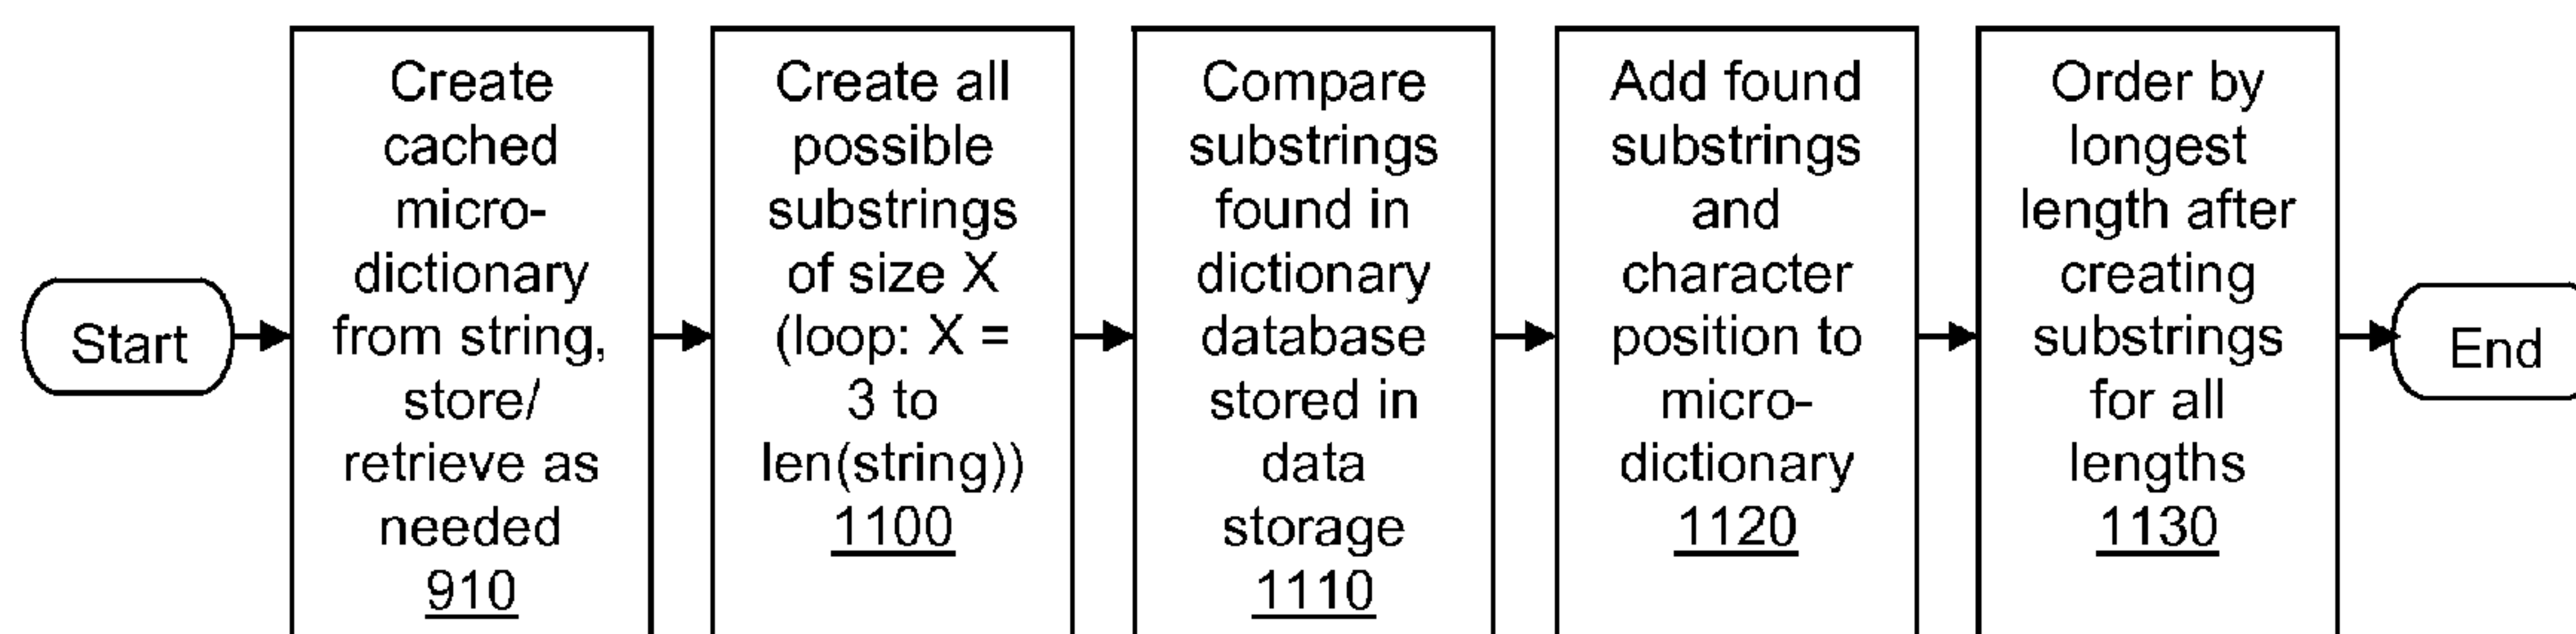 Start
Create
cached
micro-
dictionary
from string,
store/
retrieve as
needed
910
Create all
possible
substrings
of size X
(loop: X =
3 to
len(string))
1100
Compare
substrings
found in
dictionary
database
stored in
data
storage
1110
Add found
substrings
and
character
position to
micro-
dictionary
1120
Order by
longest
length after
creating
substrings
for all
lengths
1130
End